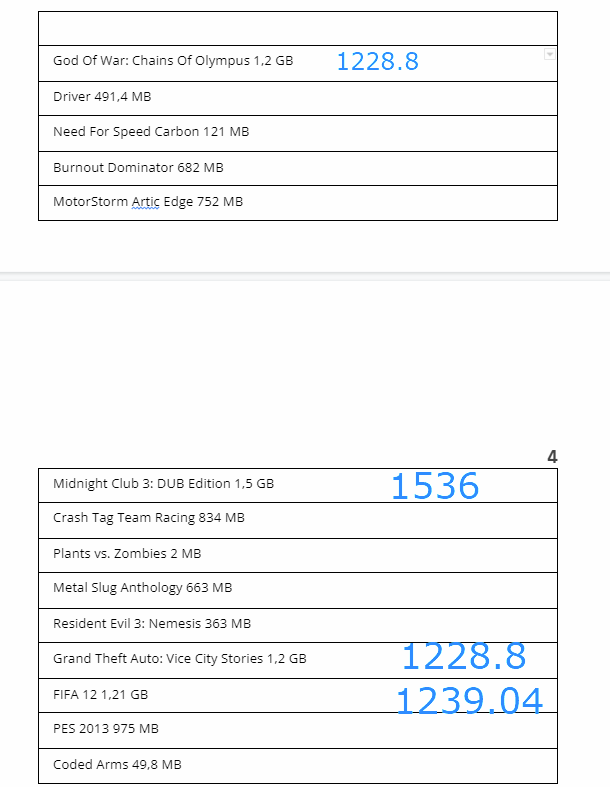 God Of War: Chains Of Olympus 1,2 GB 1228.8
Driver 491,4 MB
Need For Speed Carbon 121 MB
Burnout Dominator 682 MB
MotorStorm Artic Edge 752 MB
4
Midnight Club 3: DUB Edition 1,5 GB 1536
Crash Tag Team Racing 834 MB
Plants vs. Zombies 2 MB
Metal Slug Anthology 663 MB
Resident Evil 3: Nemesis 363 MB
Grand Theft Auto: Vice City Stories 1,2 GB 1228.8
FIFA 12 1,21 GB 1239.04
PES 2013 975 MB
Coded Arms 49,8 MB